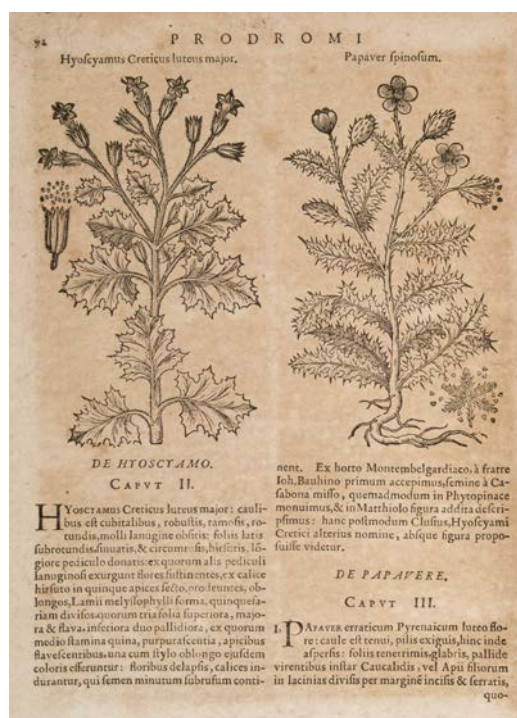 92 PRODROMI
Hyoſcyamus Creticus luteus major.
Papaver ſpinoſum.
DE HYOSCYAMO.
CAPVT II.
HYOSCYAMUS Creticus luteus major: cauli-
bus eſt cubitalibus, robuſtis, ramoſis, ro-
tundis, molli lanugine obſitis: foliis latis
ſubrotundis, ſinuatis, & circumroſis, hirſutis, lō-
giore pediculo donatis: ex quorum alis pediculi
lanuginoſi exurgunt flores ſuſtinentes, ex calice
hirſuto in quinque apices ſecto, prodeuntes, ob-
longos, Lamii melyſſophylli forma, quinquefa-
riam diviſos quorum tria folia ſuperiora, majo-
ra & flava, inferiora duo pallidiora, ex quorum
medio ſtamina quina, purpuraſcentia, apicibus
flaveſcentibus, una cum ſtylo oblongo ejuſdem
coloris efferuntur: floribus delapſis, calices in-
durantur, qui ſemen minutum ſubrufum conti-
nent. Ex horto Montembelgardiaco, à fratre
Ioh. Bauhino primum accepimus, ſemine à Ca-
ſabona miſſo, quemadmodum in Phytopinace
monuimus, & in Matthiolo figura addita deſcri-
pſimus: hanc poſtmodum Cluſius, Hyoſcyami
Cretici alterius nomine, abſque figura propo-
ſuiſſe videtur.
DE PAPAVERE.
CAPVT III.
I. PAPAVER erraticum Pyrenaicum luteo flo-
re: caule eſt tenui, pilis exiguis, hinc inde
aſperſis: foliis tenerrimis, glabris, pallide
virentibus inſtar Caucalidis, vel Apii foliorum
in lacinias diviſis per marginē inciſis & ſerratis,
quo-